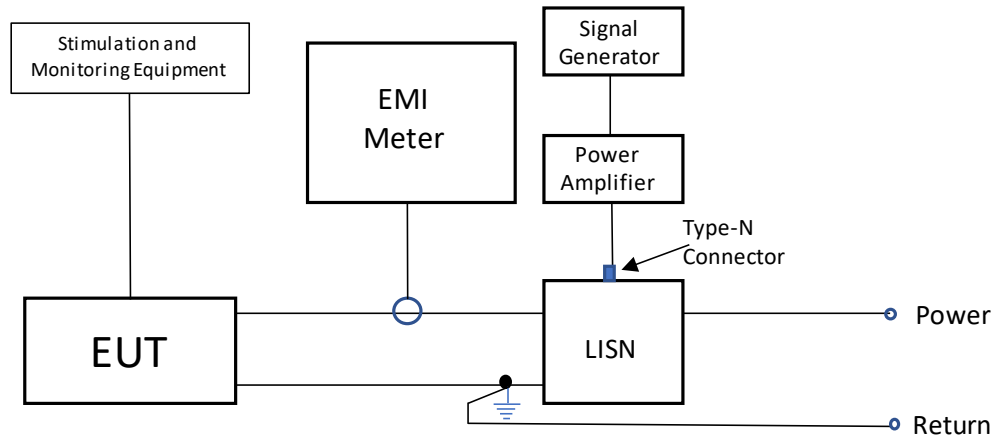 Stimulation and
Monitoring Equipment
EMI
Meter
Signal
Generator
Power
Amplifier
Type-N
Connector
EUT
LISN
Power
Return